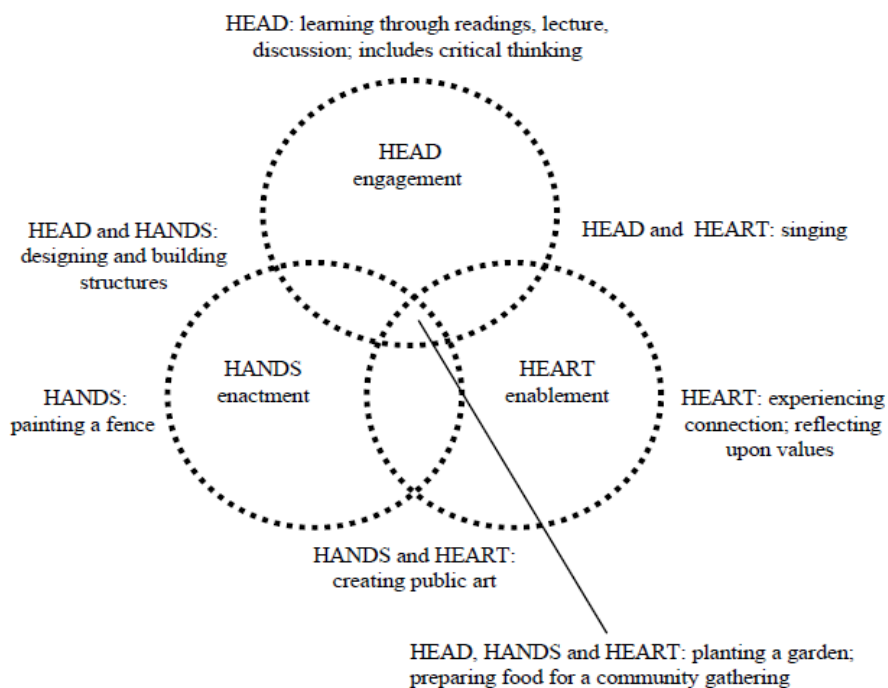 HEAD: learning through readings, lecture,
discussion; includes critical thinking
HEAD
engagement
HEAD and HANDS:
designing and building
structures
HEAD and HEART: singing
HANDS
enactment
HEART
enablement
HANDS:
painting a fence
HEART: experiencing
connection; reflecting
upon values
HANDS and HEART:
creating public art
HEAD, HANDS and HEART: planting a garden;
preparing food for a community gathering